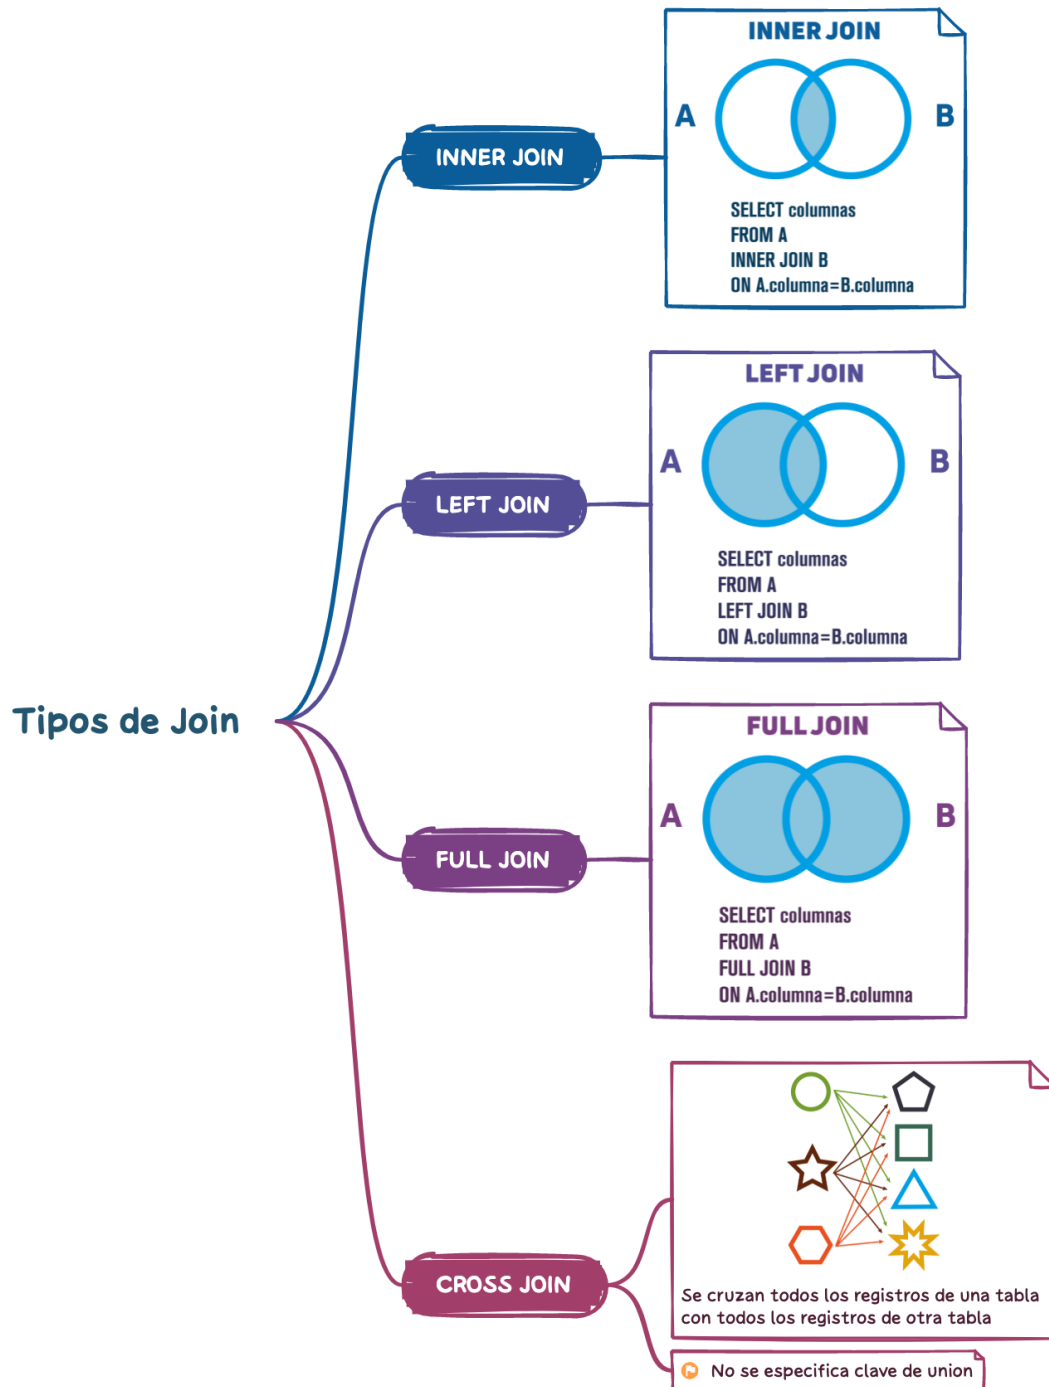 Tipos de Join
INNER JOIN
INNER JOIN
A
B
SELECT columnas
FROM A
INNER JOIN B
ON A.columna=B.columna
LEFT JOIN
LEFT JOIN
A
B
SELECT columnas
FROM A
LEFT JOIN B
ON A.columna=B.columna
FULL JOIN
FULL JOIN
A
B
SELECT columnas
FROM A
FULL JOIN B
ON A.columna=B.columna
CROSS JOIN
Se cruzan todos los registros de una tabla
con todos los registros de otra tabla
No se especifica clave de union